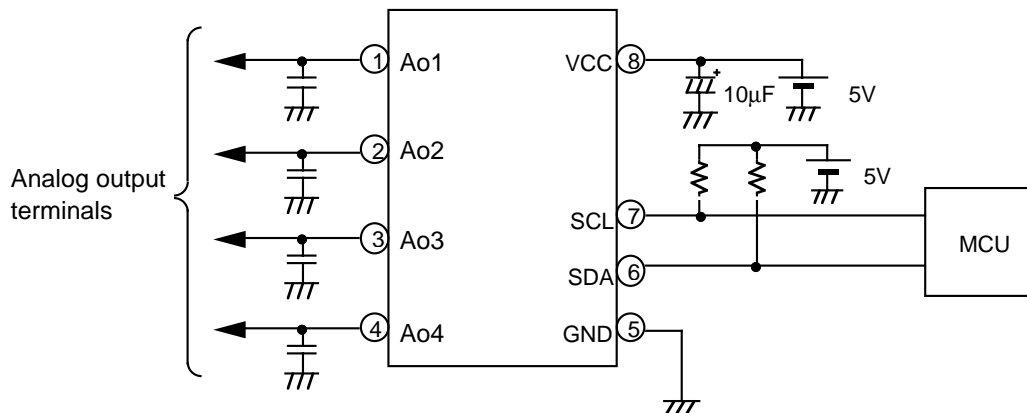 Analog output
terminals
1 Ao1
2 Ao2
3 Ao3
4 Ao4
VCC 8
SCL 7
SDA 6
GND 5
+
10μF
5V
5V
MCU